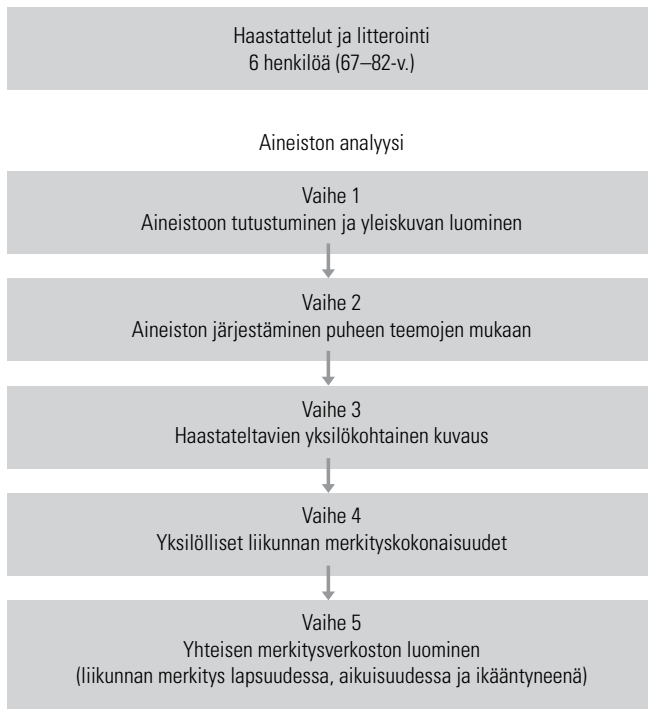 Haastattelut ja litterointi
6 henkilöä (67–82-v.)
Aineiston analyysi
Vaihe 1
Aineistoon tutustuminen ja yleiskuvan luominen
Vaihe 2
Aineiston järjestäminen puheen teemojen mukaan
Vaihe 3
Haastateltavien yksilökohtainen kuvaus
Vaihe 4
Yksilölliset liikunnan merkityskokonaisuudet
Vaihe 5
Yhteisen merkitysverkoston luominen
(liikunnan merkitys lapsuudessa, aikuisuudessa ja ikääntyneenä)